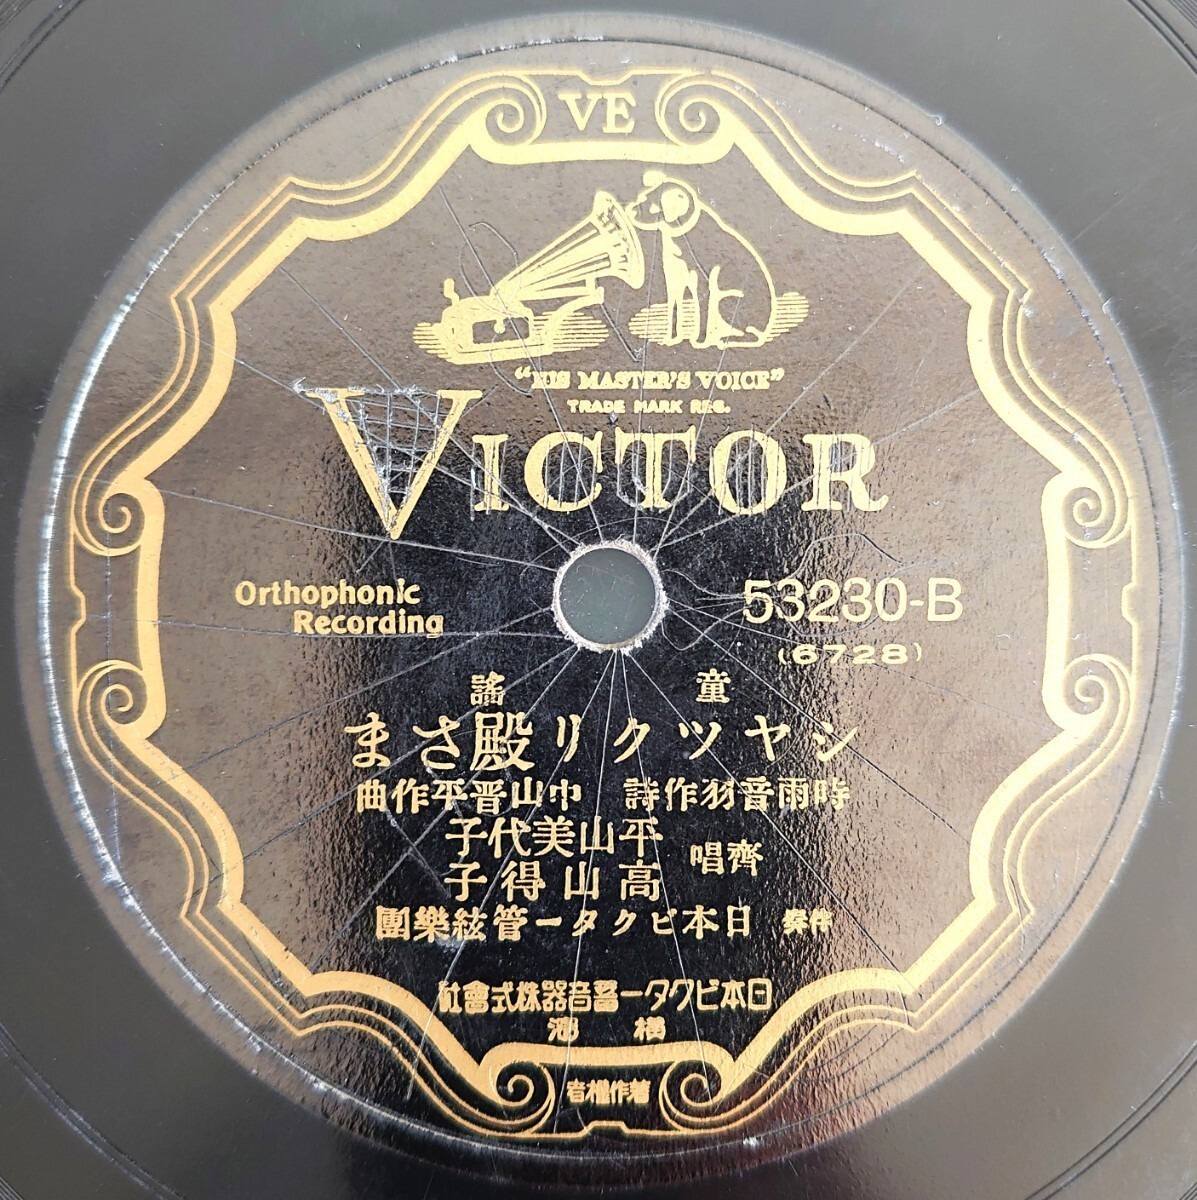 VE
"HIS MASTER'S VOICE"
TRADE MARK REG.
VICTOR
Orthophonic
Recording
53230-B
(6728)
童謠
シヤツクリ殿さま
時雨音羽作詩 中山晋平作曲
齊唱
平山美代子
高山得子
伴奏 日本ビクター管絃樂團
日本ビクター蓄音器株式會社
横濱
著作權者